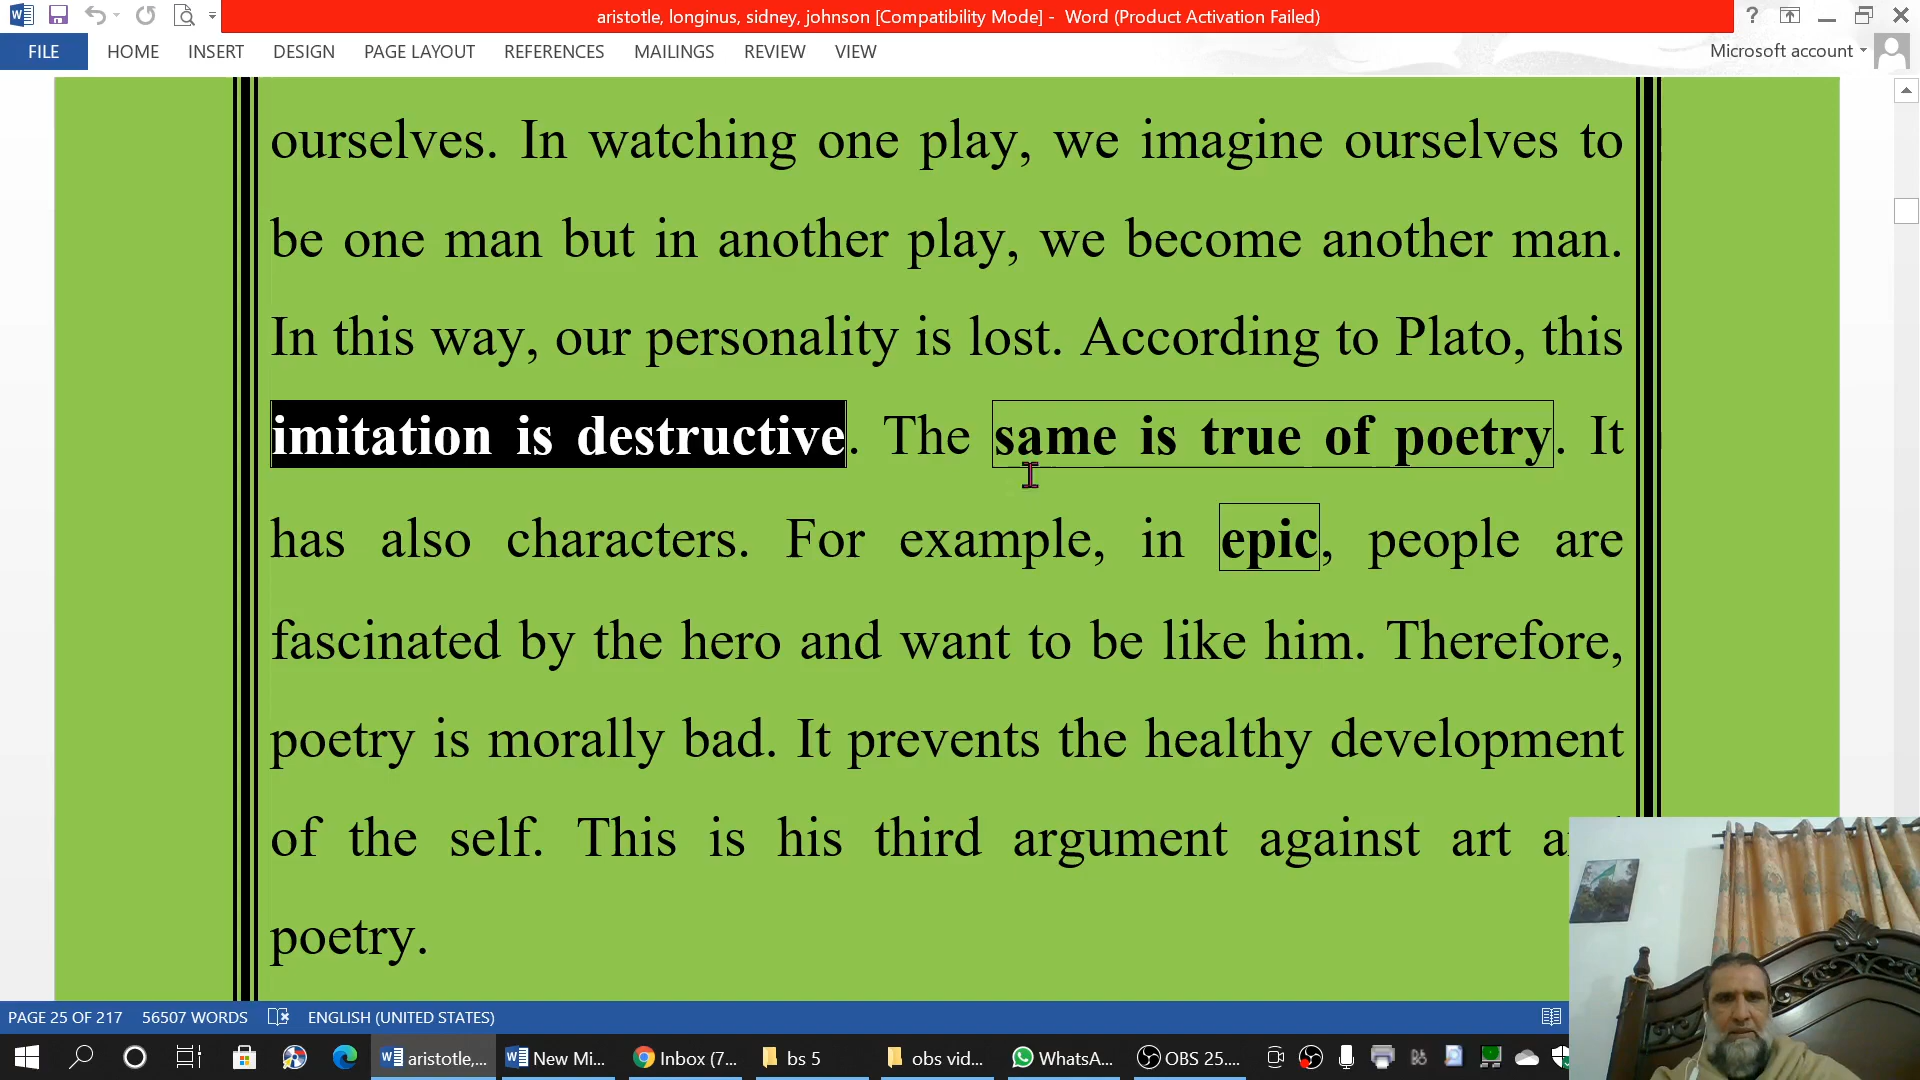 aristotle, longinus, sidney, johnson [Compatibility Mode] - Word (Product Activation Failed)
FILE HOME INSERT DESIGN PAGE LAYOUT REFERENCES MAILINGS REVIEW VIEW Microsoft account
ourselves. In watching one play, we imagine ourselves to
be one man but in another play, we become another man.
In this way, our personality is lost. According to Plato, this
imitation is destructive. The same is true of poetry. It
has also characters. For example, in epic, people are
fascinated by the hero and want to be like him. Therefore,
poetry is morally bad. It prevents the healthy development
of the self. This is his third argument against art
poetry.
PAGE 25 OF 217 56507 WORDS ENGLISH (UNITED STATES)
aristotle,... New Mi... Inbox (7... bs 5 obs vid... WhatsA... OBS 25....